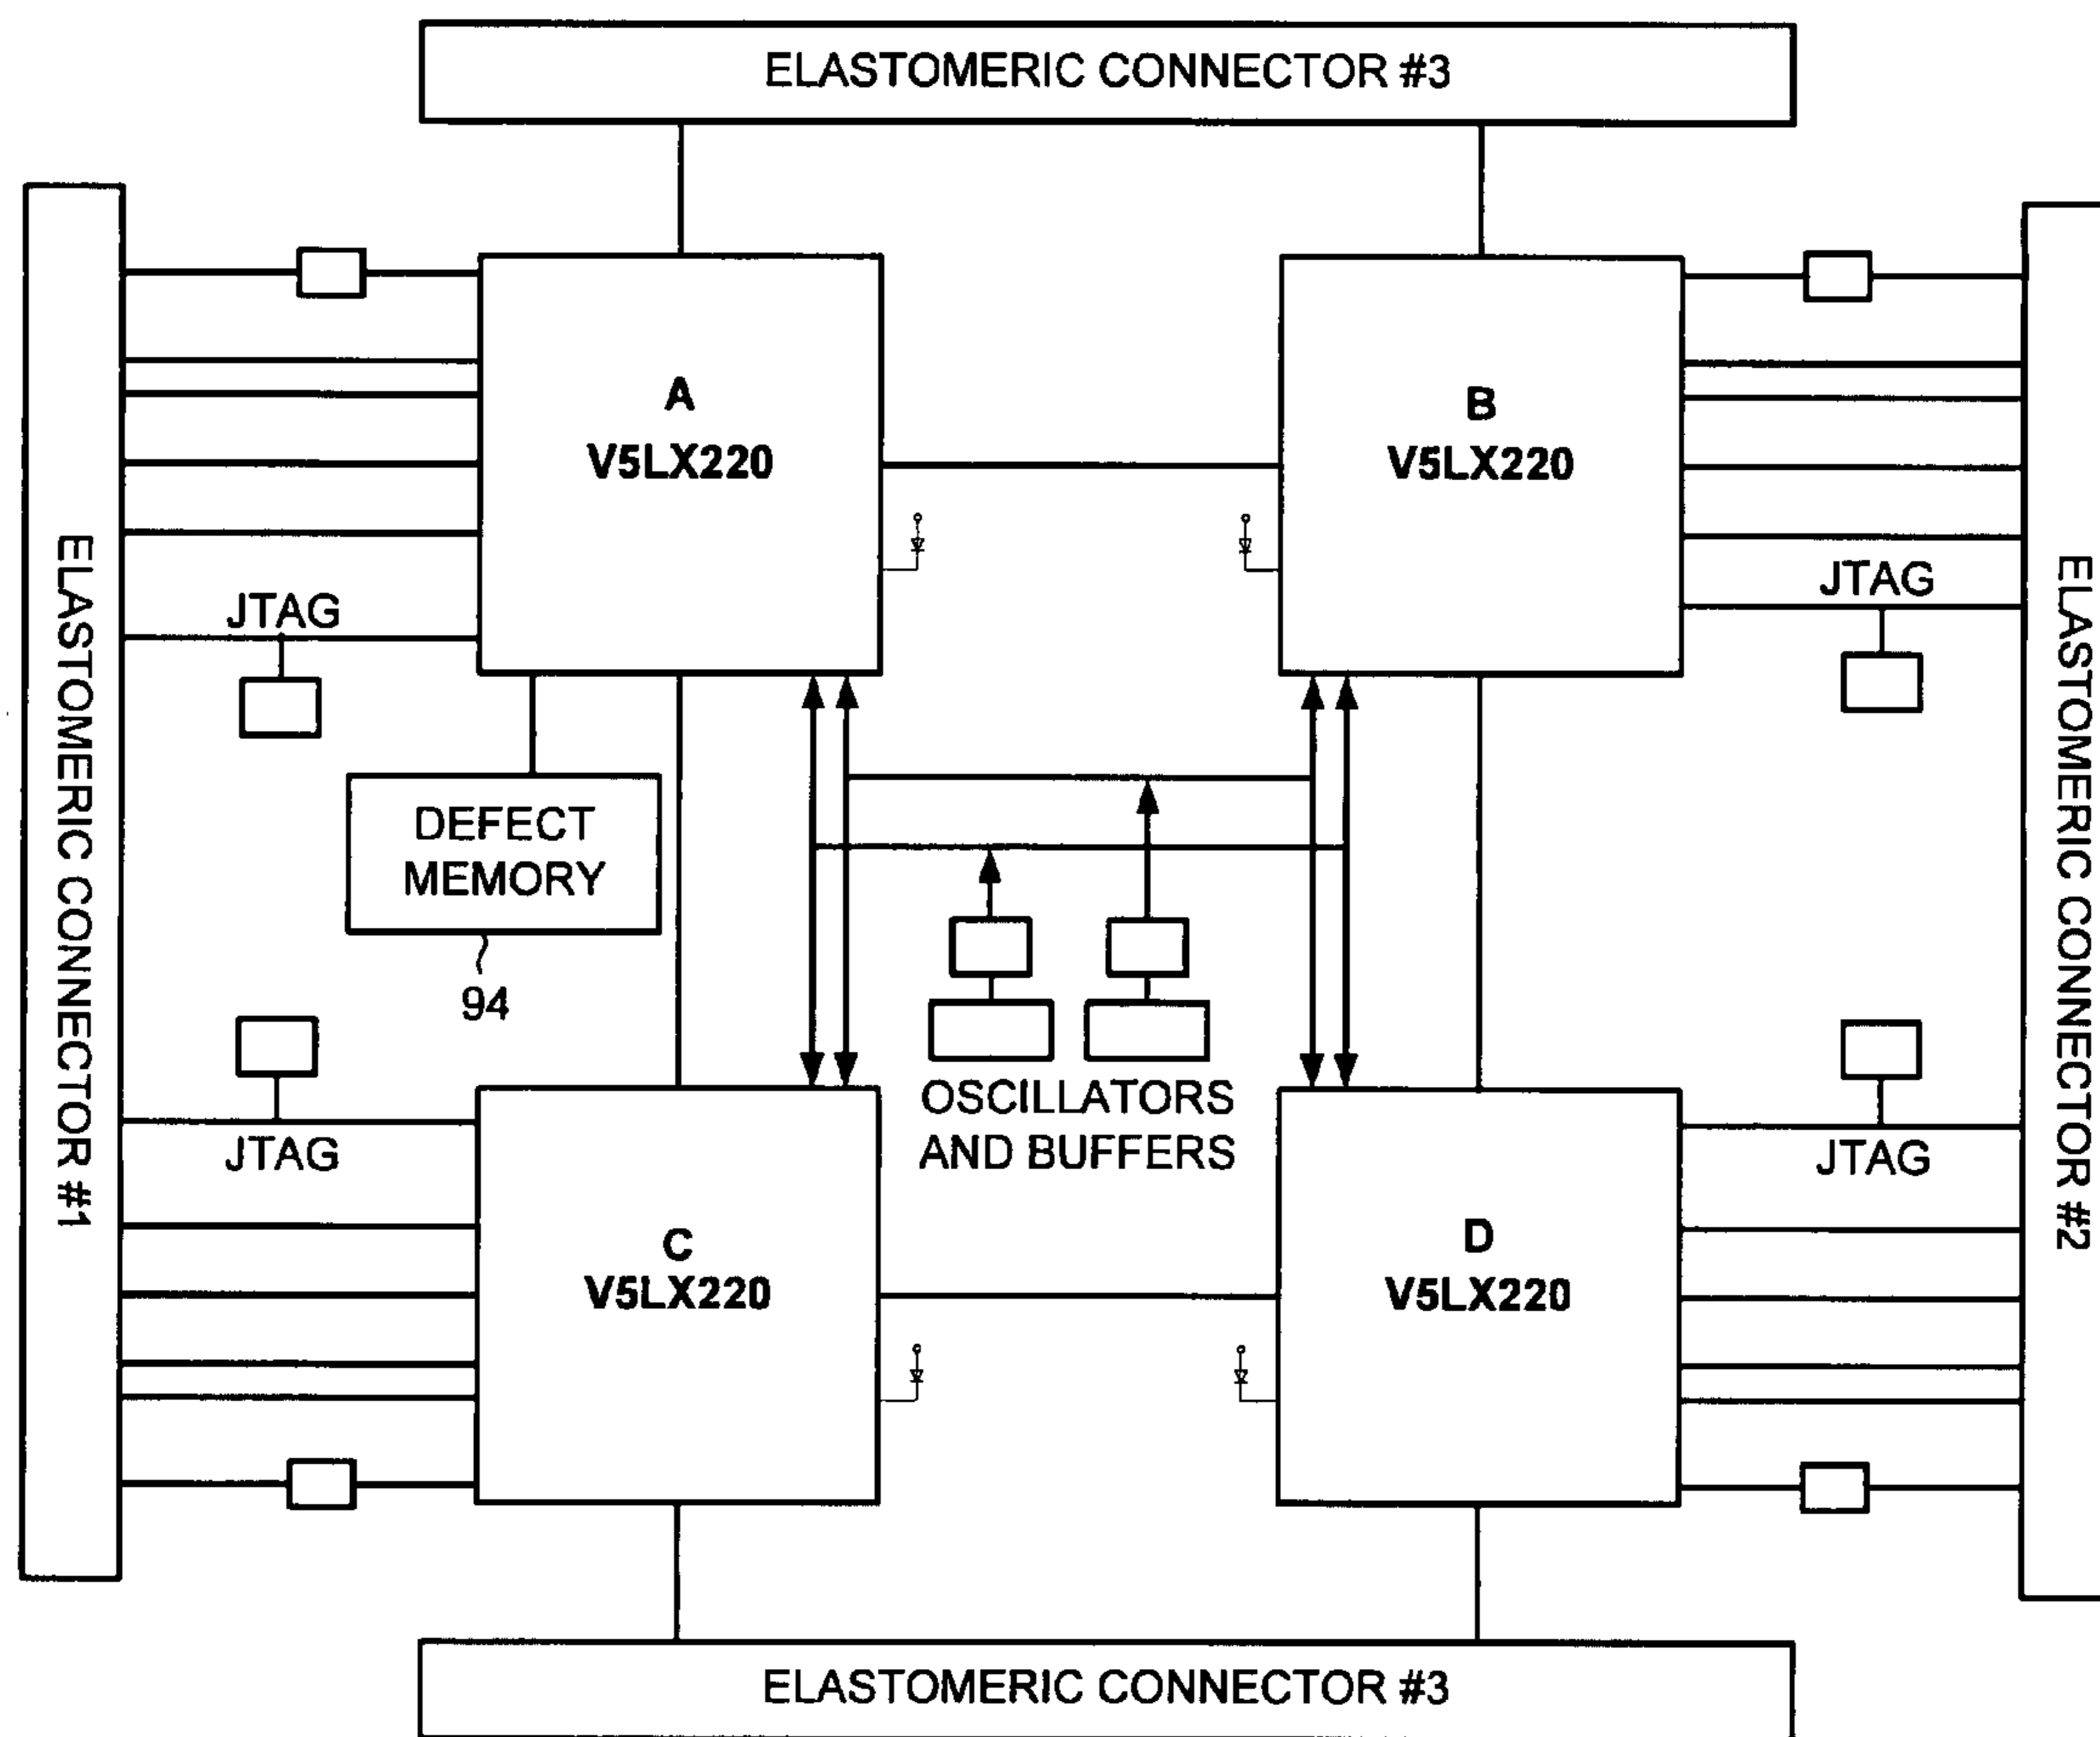 ELASTOMERIC CONNECTOR #3
A
V5LX220
B
V5LX220
ELASTOMERIC CONNECTOR #1
ELASTOMERIC CONNECTOR #2
JTAG
JTAG
DEFECT
MEMORY
94
OSCILLATORS
AND BUFFERS
JTAG
JTAG
C
V5LX220
D
V5LX220
ELASTOMERIC CONNECTOR #3